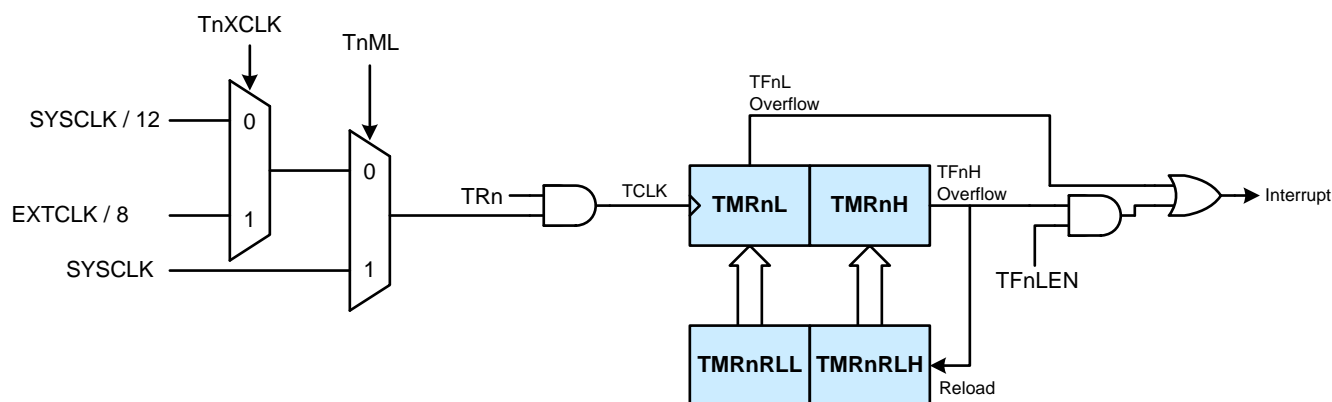 TnXCLK
TnML
SYSCLK / 12
0
EXTCLK / 8
1
SYSCLK
0
1
TRn
TCLK
TFnL
Overflow
TMRnL
TMRnH
TFnH
Overflow
Interrupt
TFnLEN
TMRnRLL
TMRnRLH
Reload